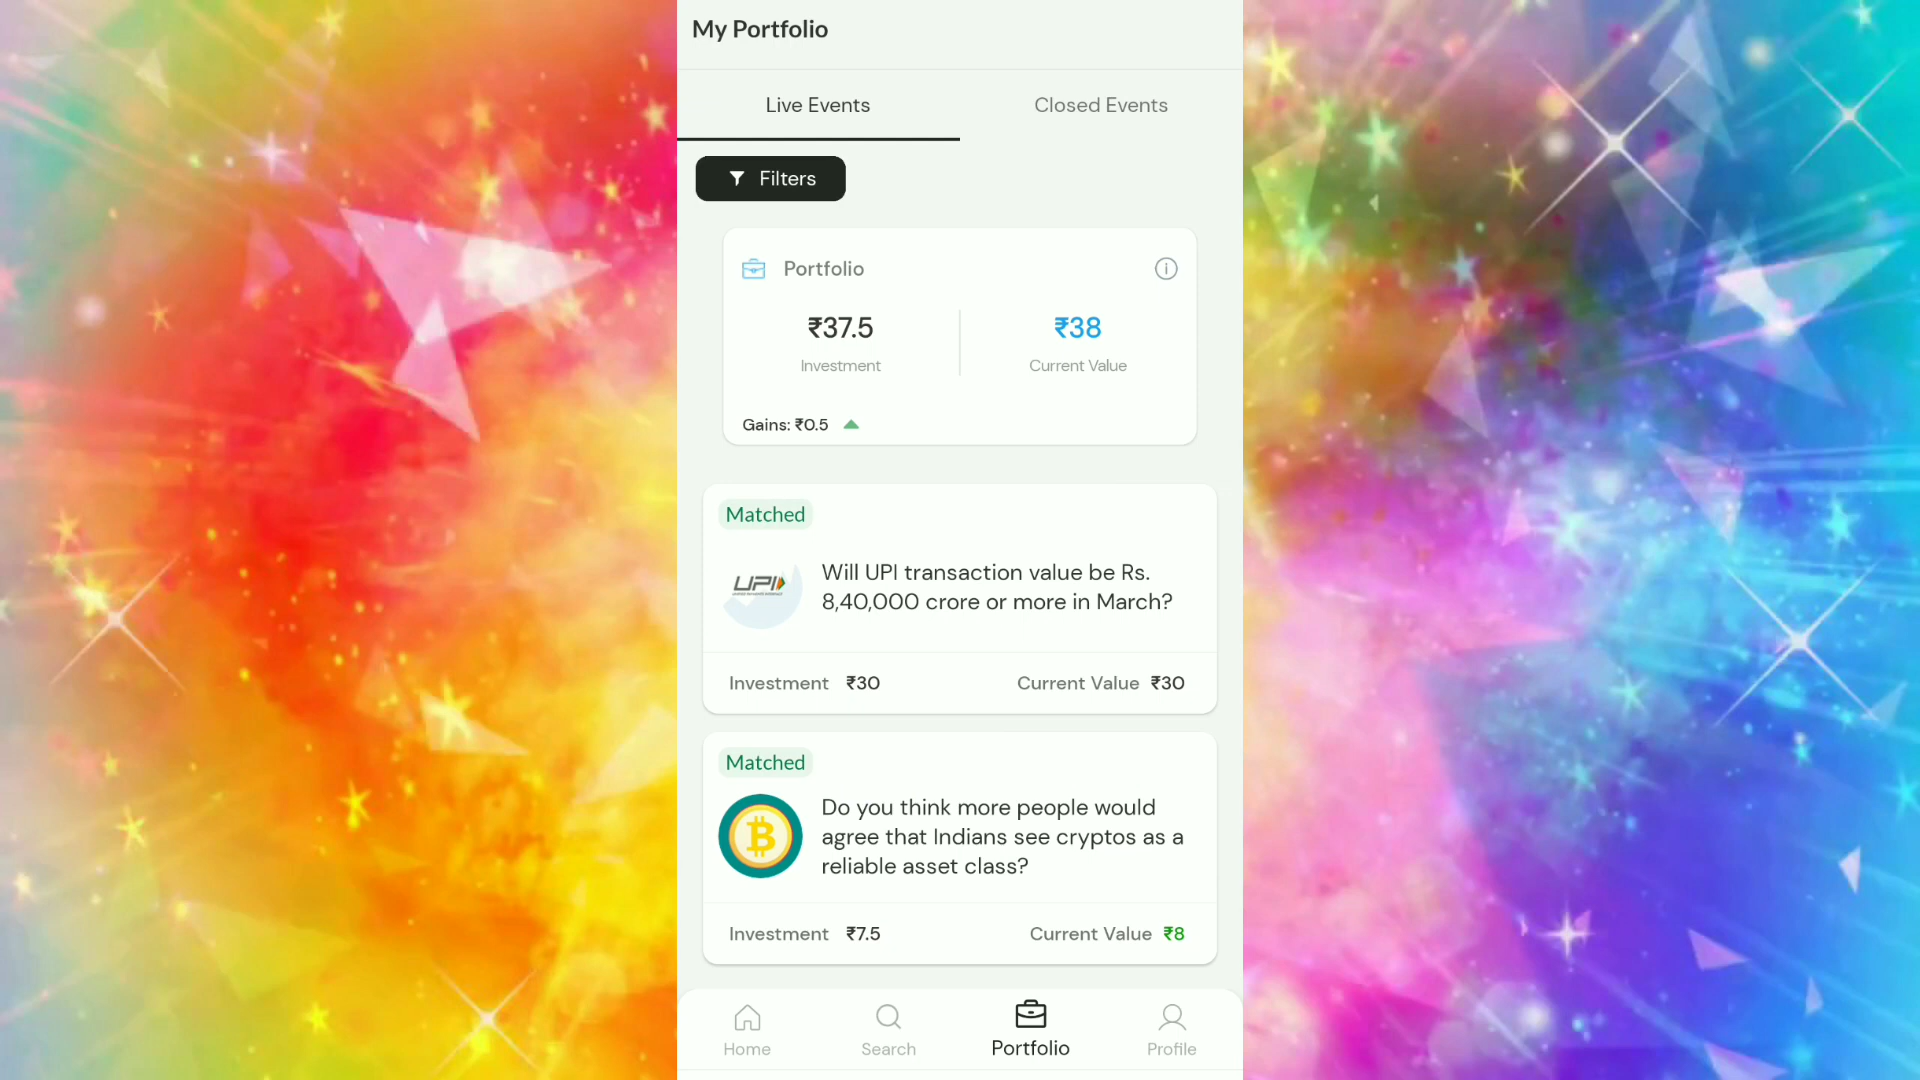 My Portfolio
Live Events
Closed Events
Filters
Portfolio
₹37.5
₹38
Investment
Current Value
Gains: ₹0.5
Matched
UPI
Will UPI transaction value be Rs.
8,40,000 crore or more in March?
Investment ₹30
Current Value ₹30
Matched
Do you think more people would
agree that Indians see cryptos as a
reliable asset class?
Investment ₹7.5
Current Value ₹8
Home
Search
Portfolio
Profile